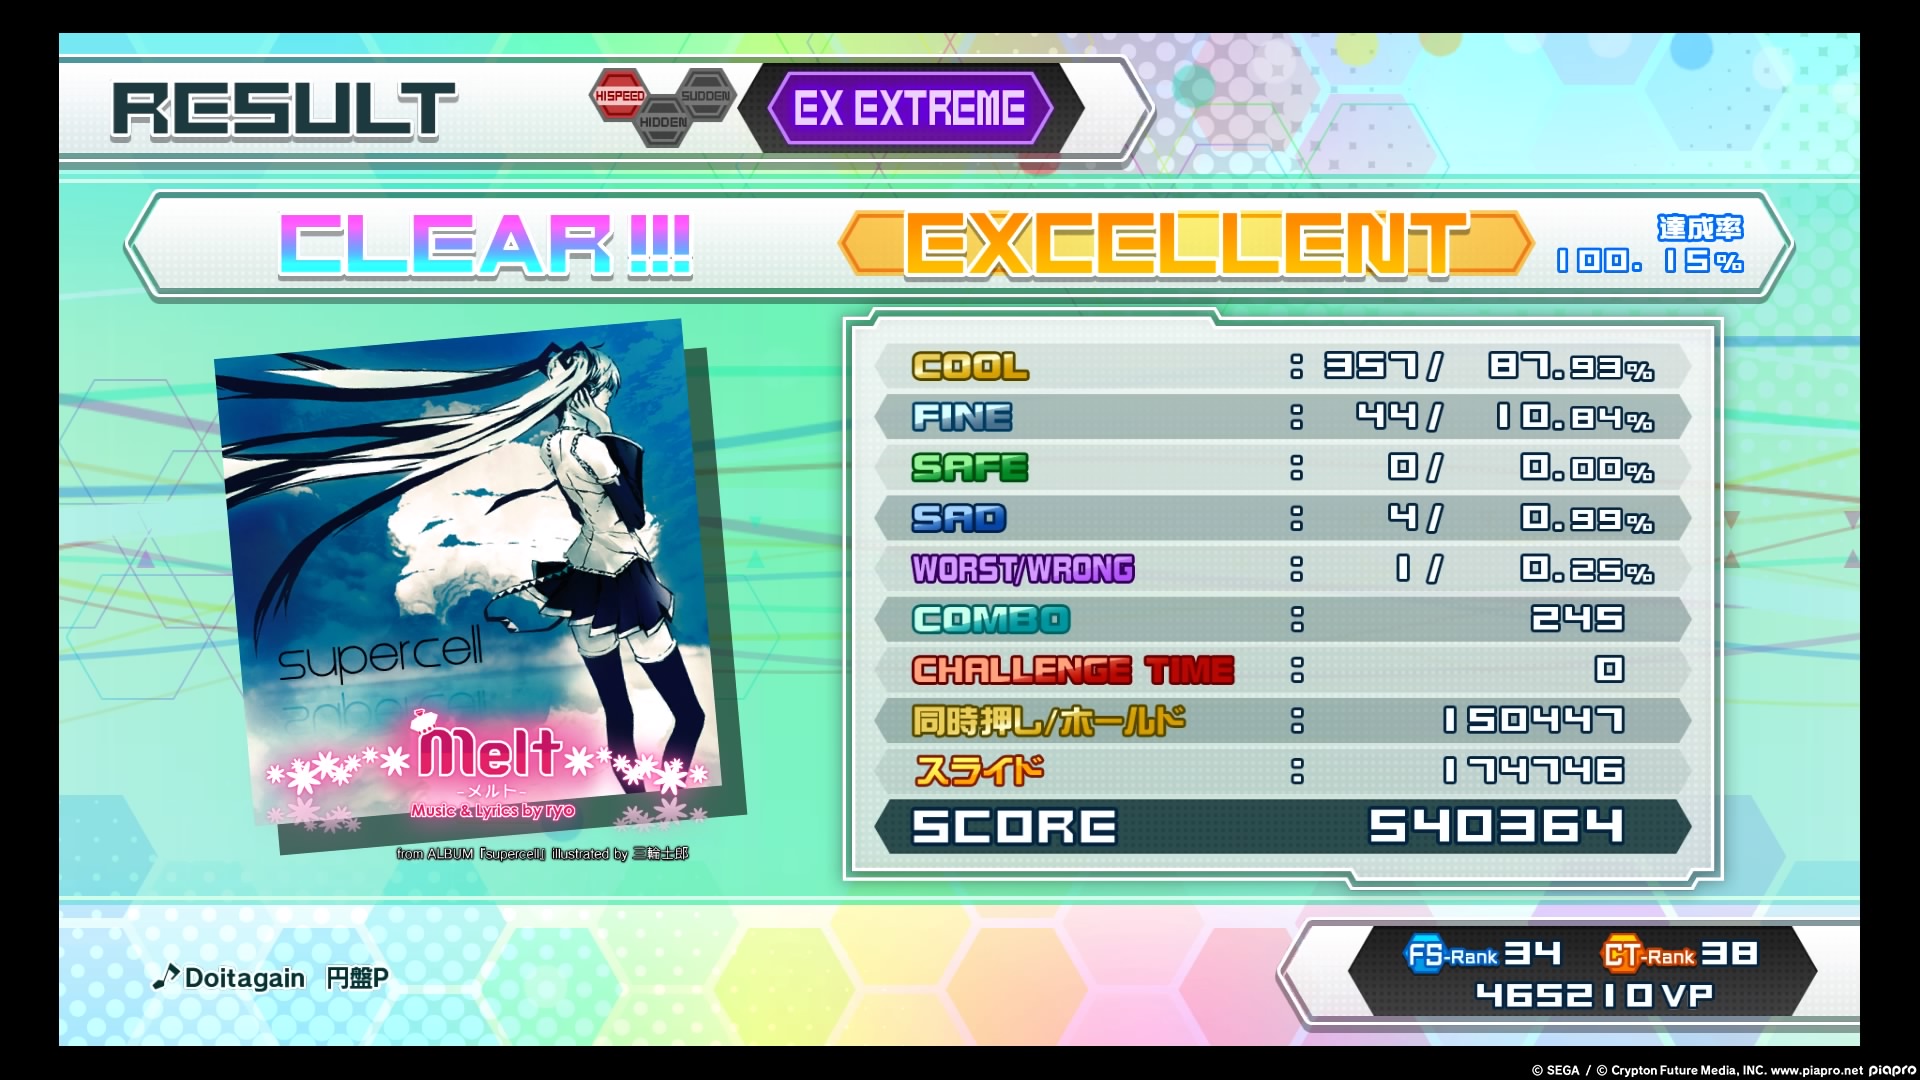 RESULT
HISPEED
HIDDEN
SUDDEN
EX EXTREME
CLEAR!!!
EXCELLENT
達成率
100.15%
COOL : 357/ 87.93%
FINE : 44/ 10.84%
SAFE : 0/ 0.00%
SAD : 4/ 0.99%
WORST/WRONG : 1/ 0.25%
COMBO : 245
CHALLENGE TIME : 0
同時押し/ホールド : 150447
スライド : 174746
SCORE 540364
supercell
melt
-メルト-
Music & Lyrics by ryo
from ALBUM『supercell』illustrated by 三輪士郎
♪Doitagain 円盤P
FS-Rank 34 CT-Rank 38
465210VP
© SEGA / © Crypton Future Media, INC. www.piapro.net piapro